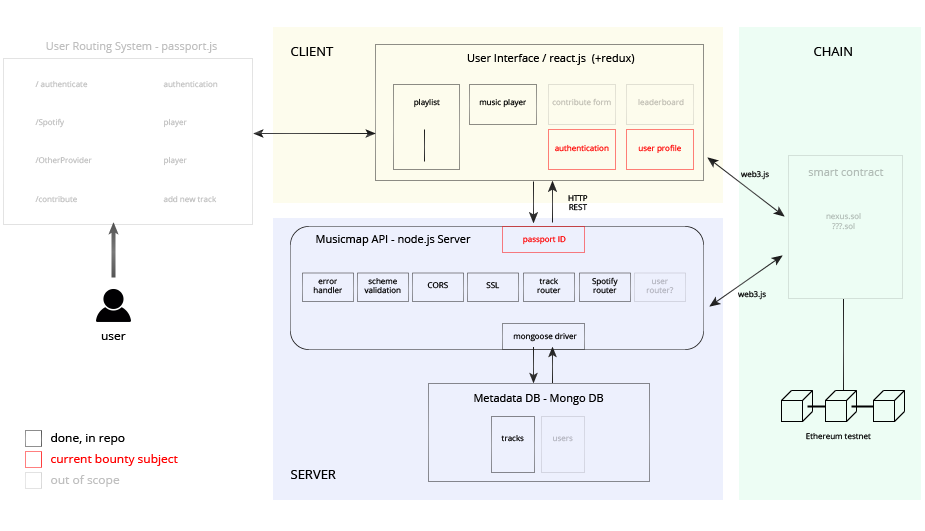 User Routing System - passport.js
/ authenticate authentication
/Spotify player
/OtherProvider player
/contribute add new track
user
CLIENT
User Interface / react.js (+redux)
playlist
music player
contribute form
leaderboard
authentication
user profile
HTTP
REST
web3.js
web3.js
Musicmap API - node.js Server
passport ID
error
handler
scheme
validation
CORS
SSL
track
router
Spotify
router
user
router?
mongoose driver
Metadata DB - Mongo DB
tracks
users
SERVER
CHAIN
smart contract
nexus.sol
???.sol
Ethereum testnet
done, in repo
current bounty subject
out of scope